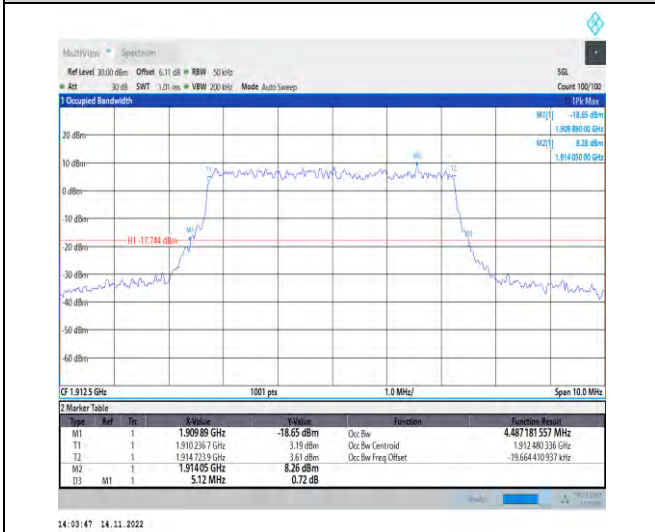 MultiView Spectrum
Ref Level 30.00 dBm Offset 6.11 dB RBW 50 kHz SGL
Att 30 dB SWT 1.01 ms VBW 200 kHz Mode Auto Sweep Count 100/100
1 Occupied Bandwidth 1Pk Max
M1[1] -18.65 dBm
1.909 890 00 GHz
M2[1] 8.26 dBm
1.914 050 00 GHz
20 dBm
10 dBm
M2
T1 T2
0 dBm
-10 dBm
M1 D3
H1 -17.744 dBm
-20 dBm
-30 dBm
-40 dBm
-50 dBm
-60 dBm
CF 1.9125 GHz 1001 pts 1.0 MHz/ Span 10.0 MHz
2 Marker Table
Type Ref Trc X-Value Y-Value Function Function Result
M1 1 1.90989 GHz -18.65 dBm Occ Bw 4.487 181 557 MHz
T1 1 1.910 236 7 GHz 3.19 dBm Occ Bw Centroid 1.912 480 336 GHz
T2 1 1.914 723 9 GHz 3.61 dBm Occ Bw Freq Offset -19.664 410 937 kHz
M2 1 1.91405 GHz 8.26 dBm
D3 M1 1 5.12 MHz 0.72 dB
14:03:47 14.11.2022